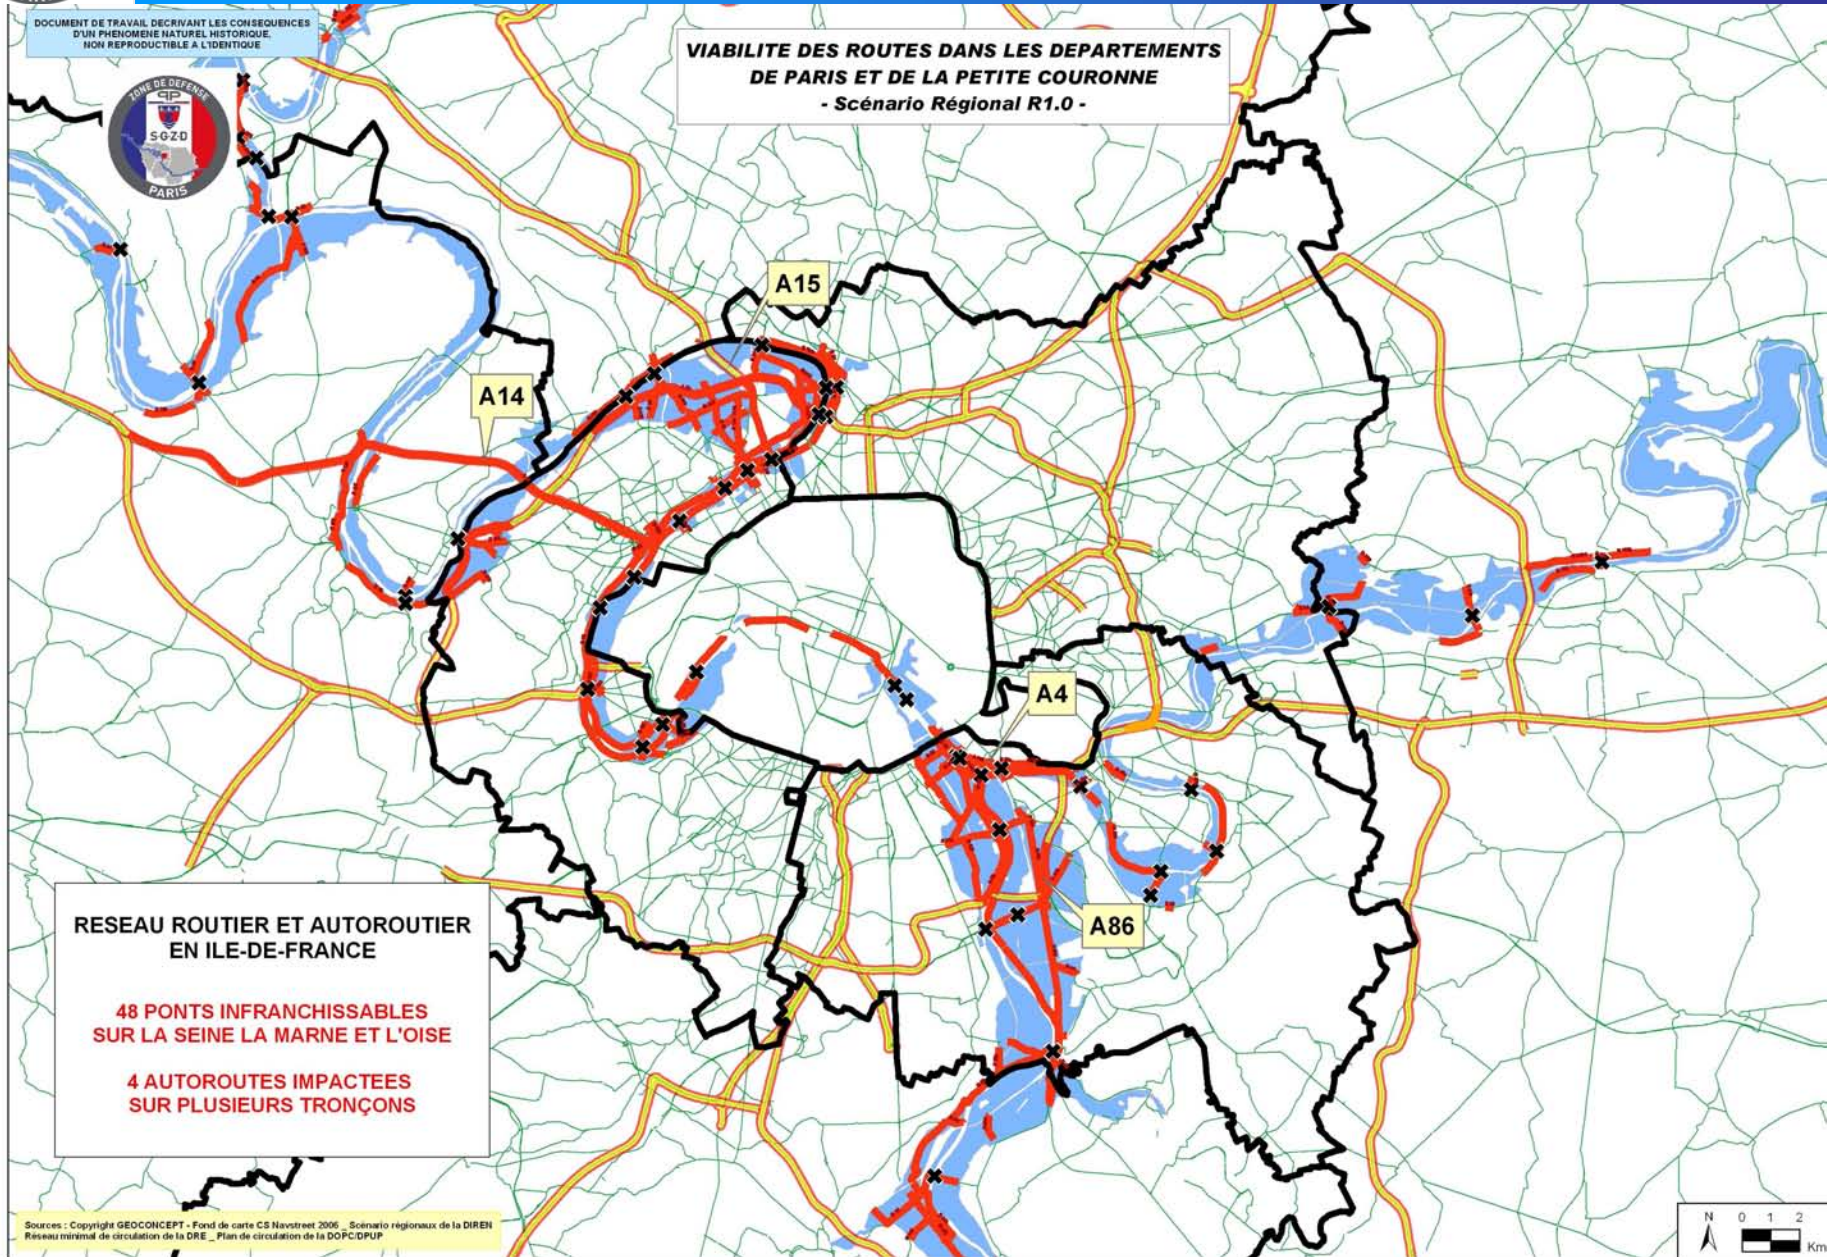 DOCUMENT DE TRAVAIL DECRIVANT LES CONSEQUENCES
D'UN PHENOMENE NATUREL HISTORIQUE,
NON REPRODUCTIBLE A L'IDENTIQUE
ZONE DE DEFENSE
S·G·Z·D
PARIS
VIABILITE DES ROUTES DANS LES DEPARTEMENTS
DE PARIS ET DE LA PETITE COURONNE
- Scénario Régional R1.0 -
A15
A14
A4
A86
RESEAU ROUTIER ET AUTOROUTIER
EN ILE-DE-FRANCE
48 PONTS INFRANCHISSABLES
SUR LA SEINE LA MARNE ET L'OISE
4 AUTOROUTES IMPACTEES
SUR PLUSIEURS TRONÇONS
Sources : Copyright GEOCONCEPT - Fond de carte CS Navstreet 2006 _ Scénario régionaux de la DIREN
Réseau minimal de circulation de la DRE _ Plan de circulation de la DOPC/DPUP
N
0 1 2
Km